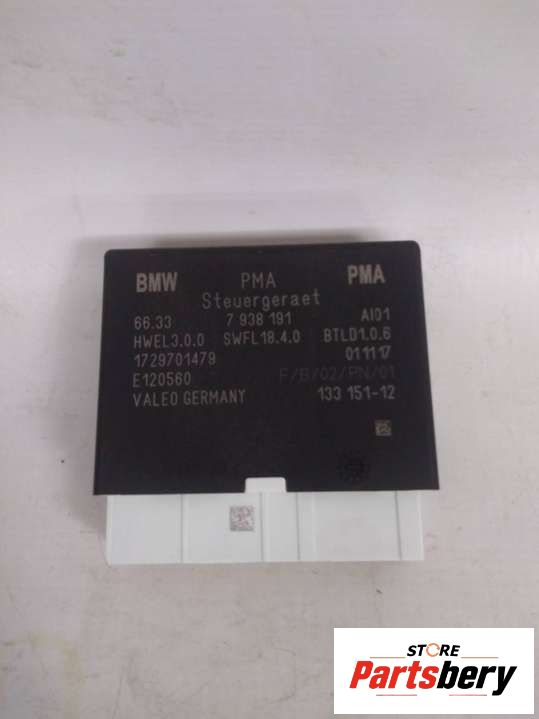 BMW PMA PMA
Steuergeraet
66.33 7 938 191 AI01
HWEL3.0.0 SWFL18.4.0 BTLD1.0.6
1729701479 011117
E120560 F/B/02/PN/01
VALEO GERMANY 133 151-12
STORE
Partsbery